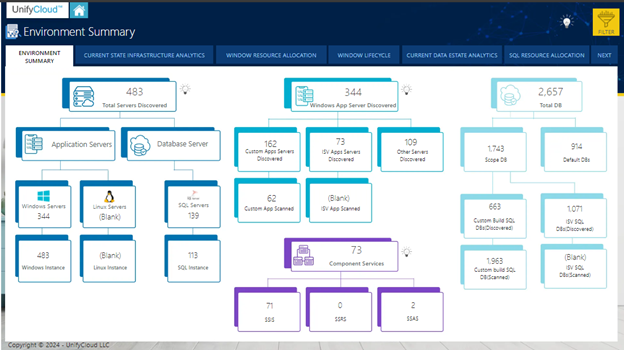 UnifyCloud™
Environment Summary
FILTER
ENVIRONMENT
SUMMARY
CURRENT STATE INFRASTRUCTURE ANALYTICS
WINDOW RESOURCE ALLOCATION
WINDOW LIFECYCLE
CURRENT DATA ESTATE ANALYTICS
SQL RESOURCE ALLOCATION
NEXT
483
Total Servers Discovered
344
Windows App Server Discovered
2,657
Total DB
Application Servers
Database Server
162
Custom Apps Servers
Discovered
73
ISV Apps Servers
Discovered
109
Other Servers
Discovered
1,743
Scope DB
914
Default DBs
Windows Servers
344
Linux Servers
(Blank)
SQL Servers
139
62
Custom App Scanned
(Blank)
ISV App Scanned
663
Custom Build SQL
DBs(Discovered)
1,071
ISV SQL
DBs(Discovered)
483
Windows Instance
(Blank)
Linux Instance
113
SQL Instance
73
Component Services
1,963
Custom build SQL
DBs(Scanned)
(Blank)
ISV SQL
DBs(Scanned)
71
SSIS
0
SSRS
2
SSAS
Copyright © 2024 - UnifyCloud LLC